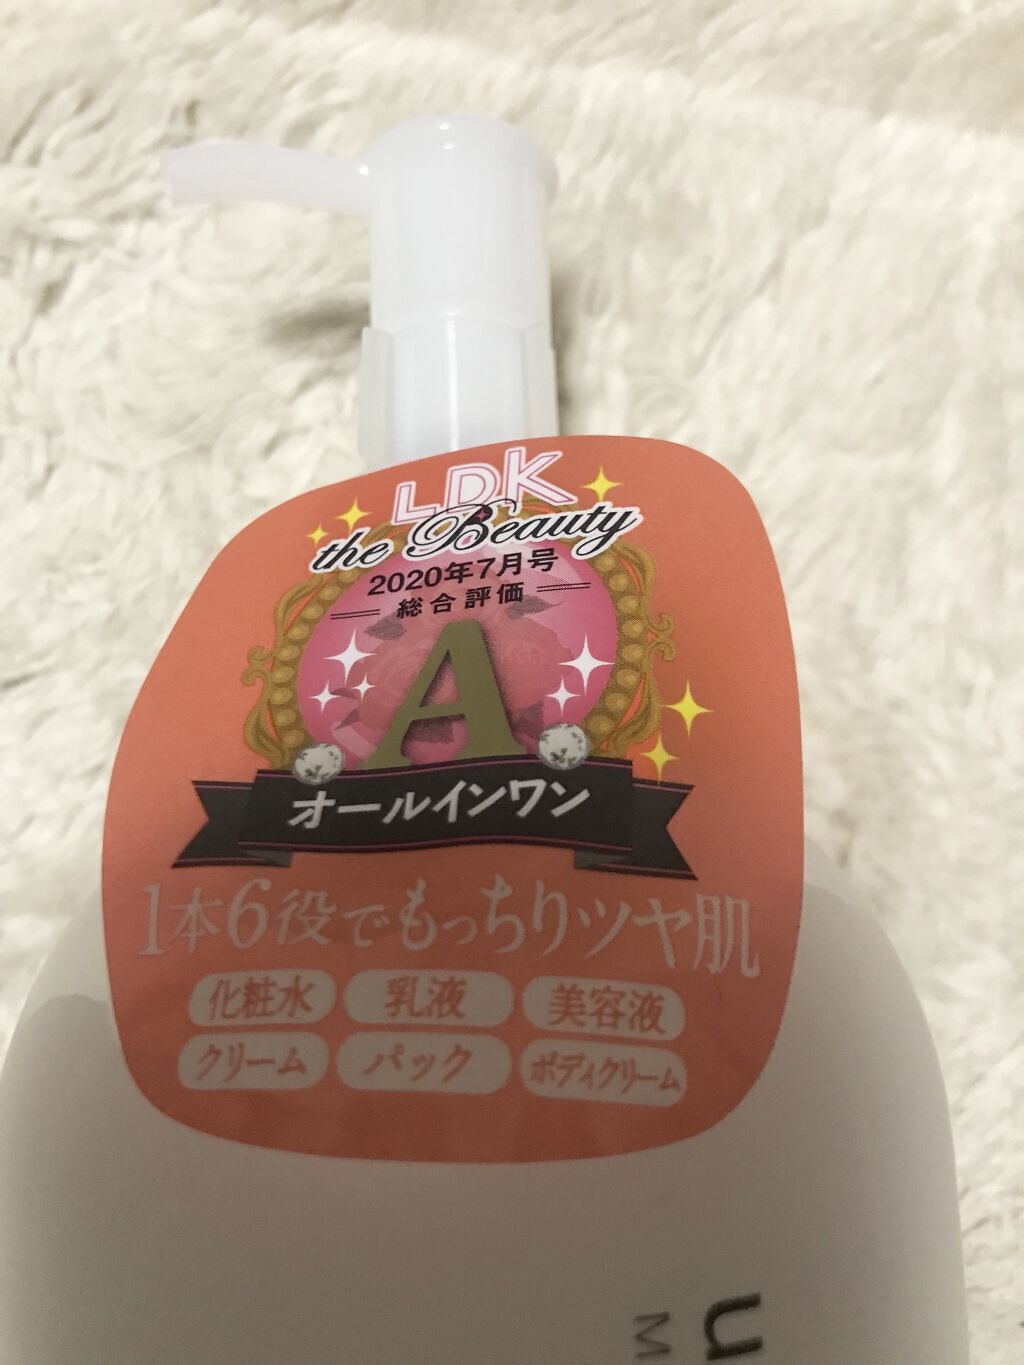 LDK
the Beauty
2020年7月号
総合評価
A
オールインワン
1本6役でもっちりツヤ肌
化粧水 乳液 美容液
クリーム パック ボディクリーム
u
M